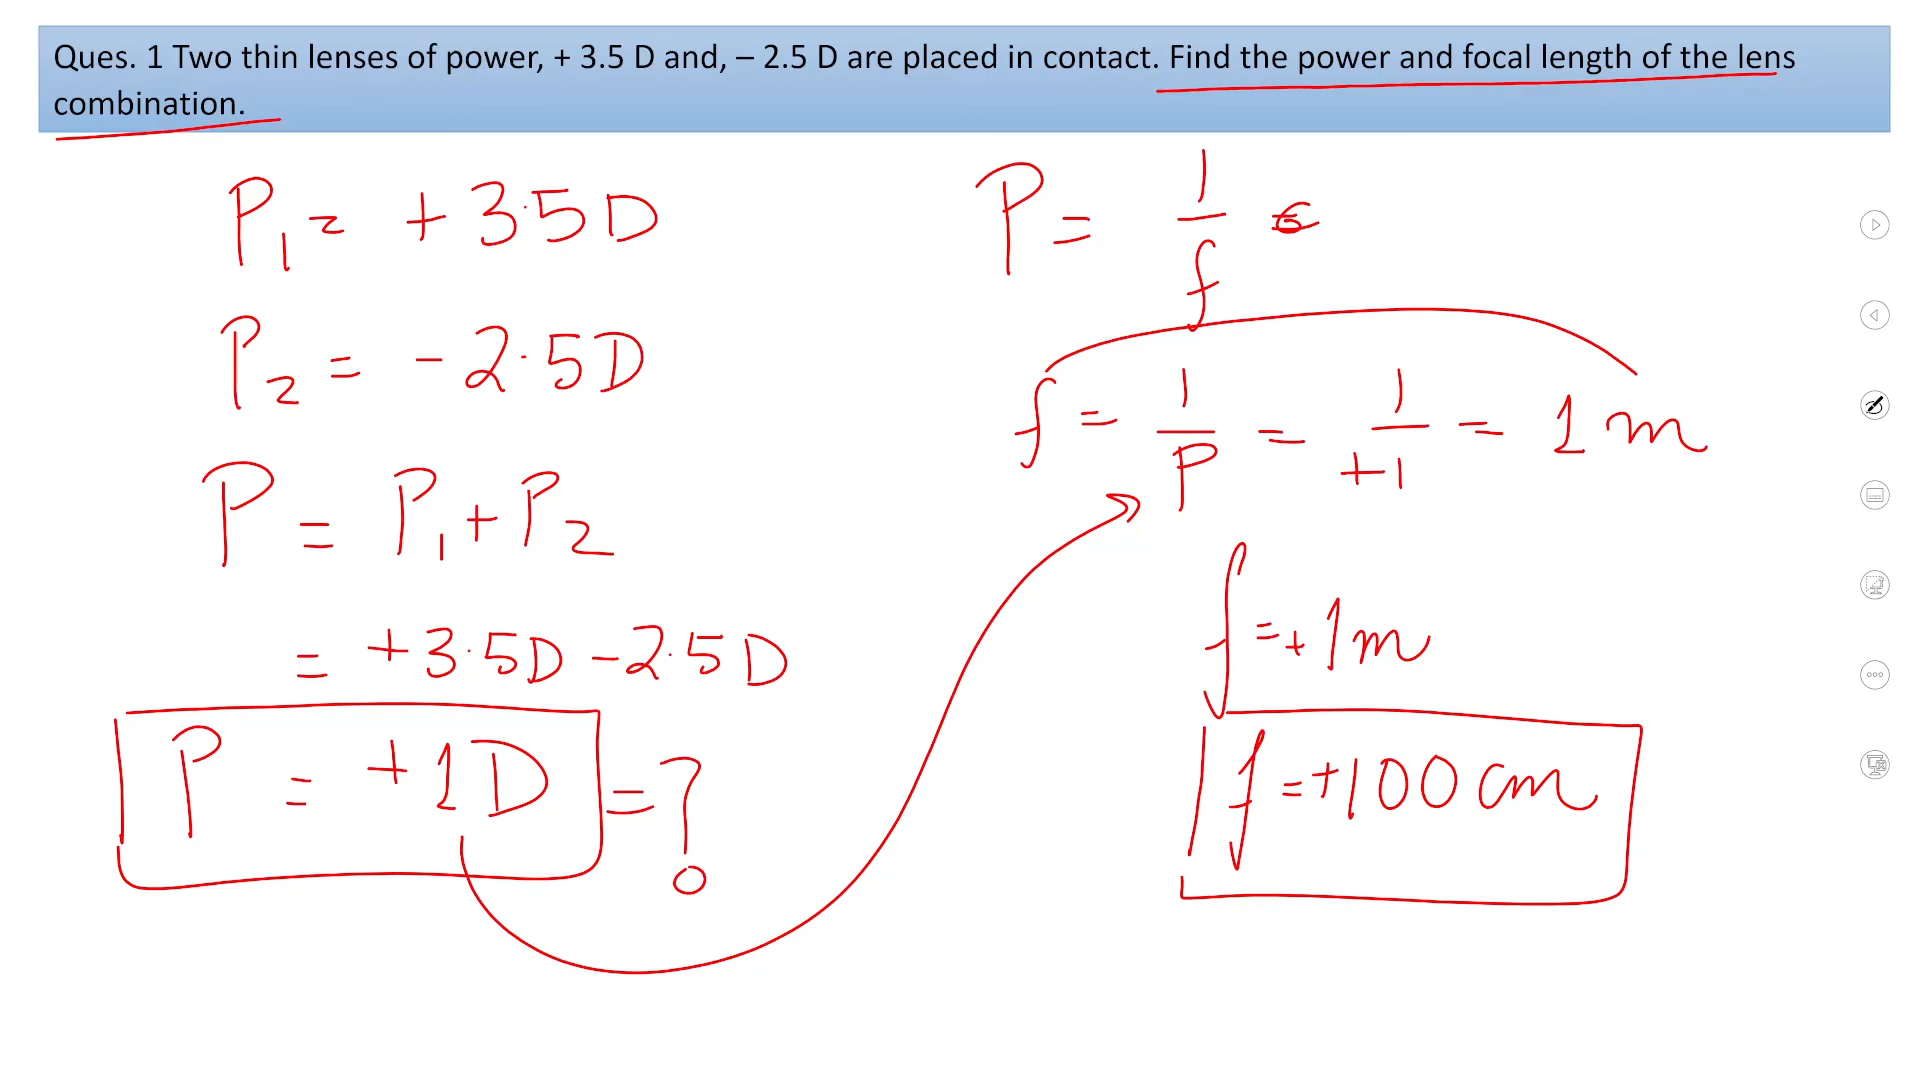 Ques. 1 Two thin lenses of power, + 3.5 D and, – 2.5 D are placed in contact. Find the power and focal length of the lens
combination.
P₁ = +3.5D
P₂ = -2.5D
P = P₁+P₂
= +3.5D -2.5D
P = +1D = ?
P = 1/f
f = 1/P = 1/+1 = 1 m
f = +1m
f = +100 cm